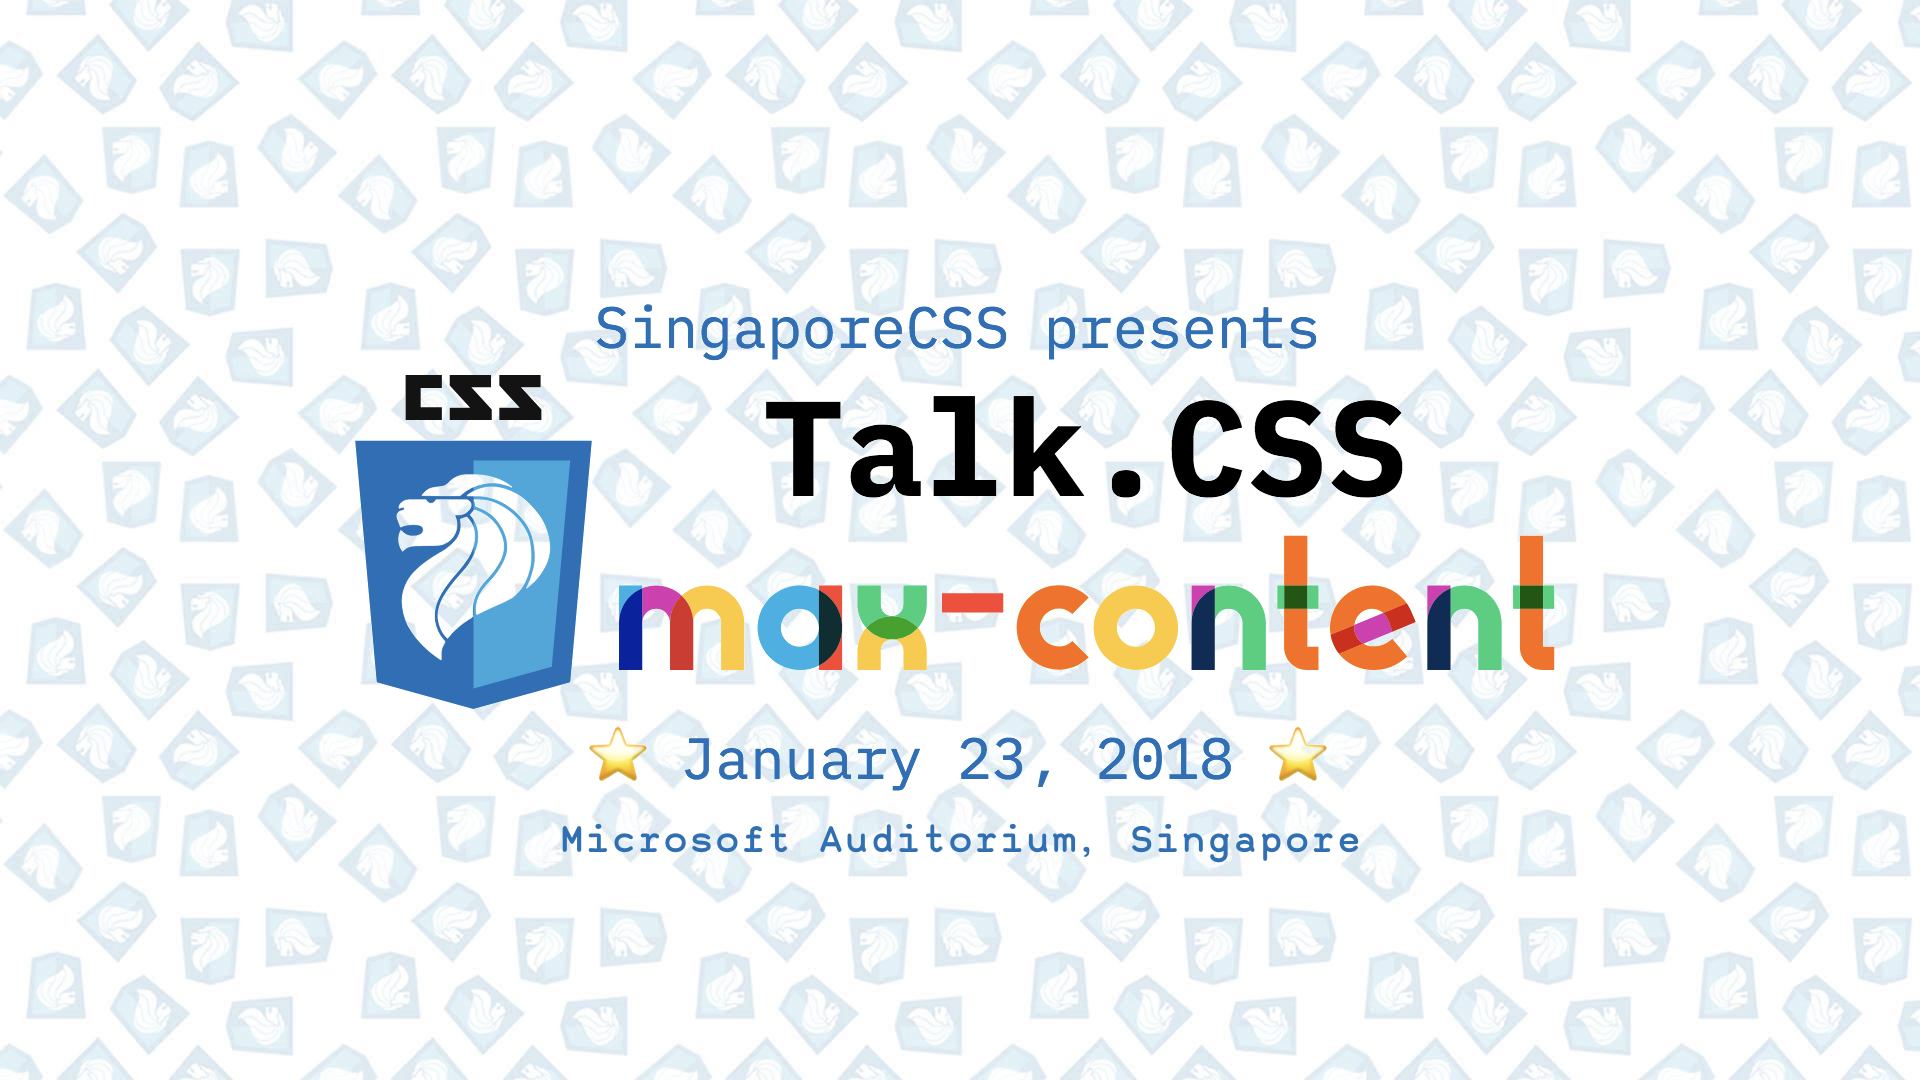 SingaporeCSS presents
CSS
Talk.CSS
max-content
⭐ January 23, 2018 ⭐
Microsoft Auditorium, Singapore